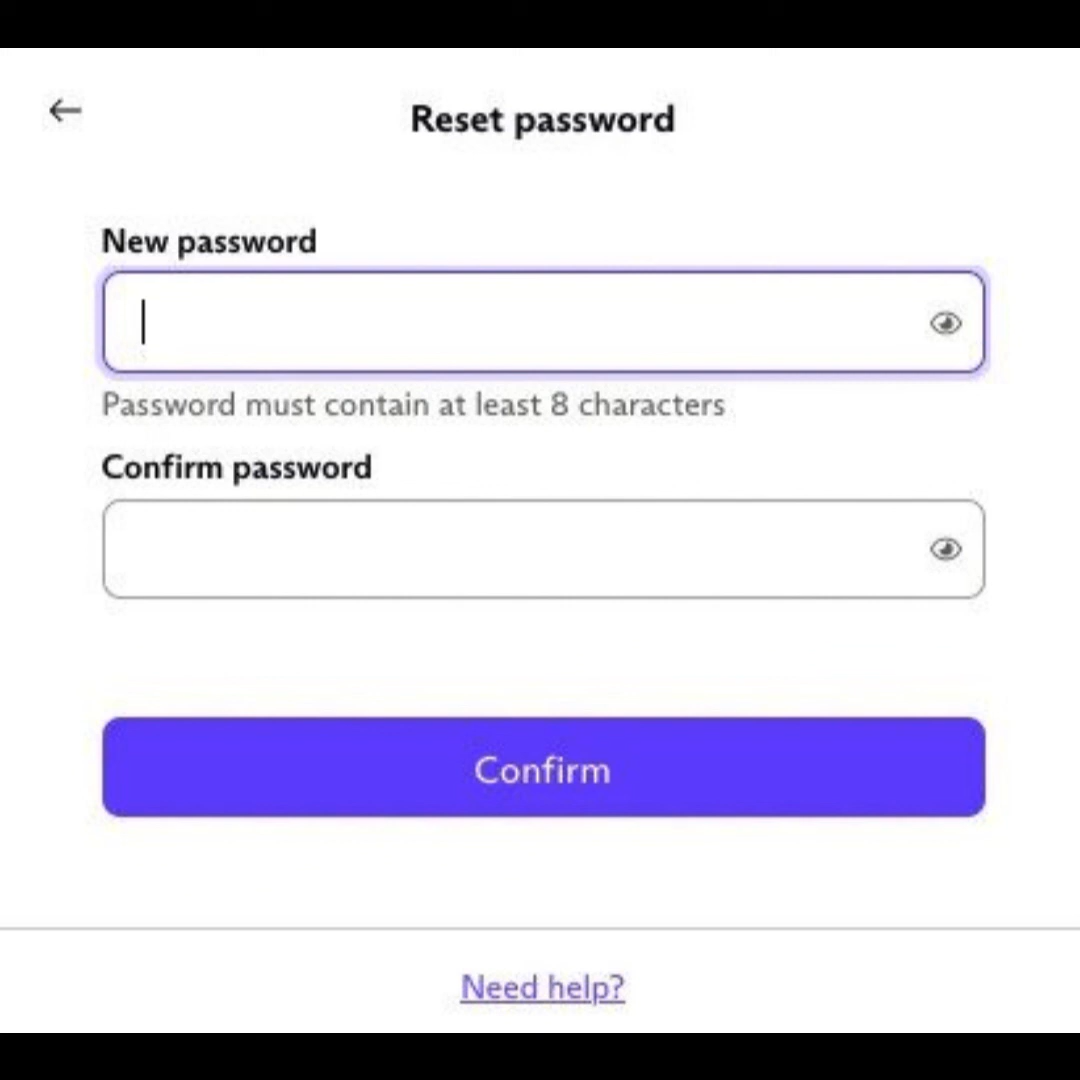 Reset password
New password
Password must contain at least 8 characters
Confirm password
Confirm
Need help?